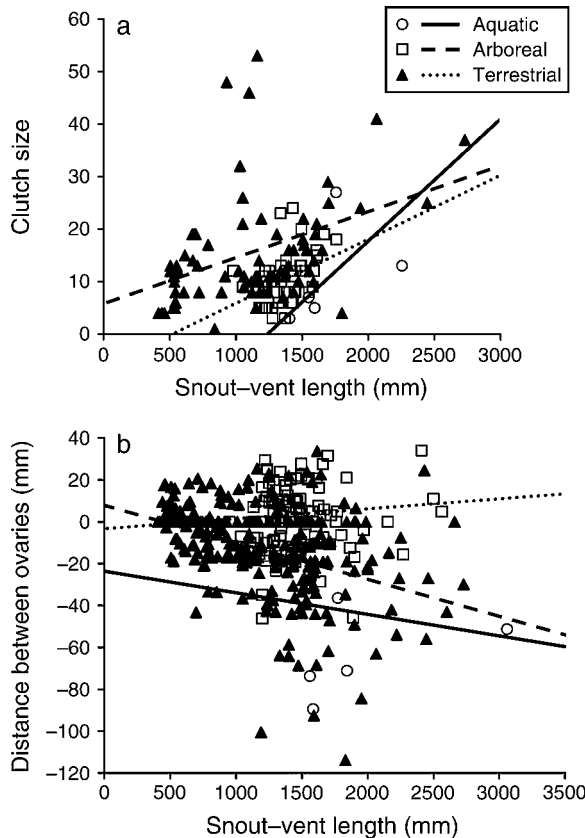 a
Aquatic
Arboreal
Terrestrial
60
50
40
30
20
10
0
Clutch size
0 500 1000 1500 2000 2500 3000
Snout–vent length (mm)
b
40
20
0
−20
−40
−60
−80
−100
−120
Distance between ovaries (mm)
0 500 1000 1500 2000 2500 3000 3500
Snout–vent length (mm)